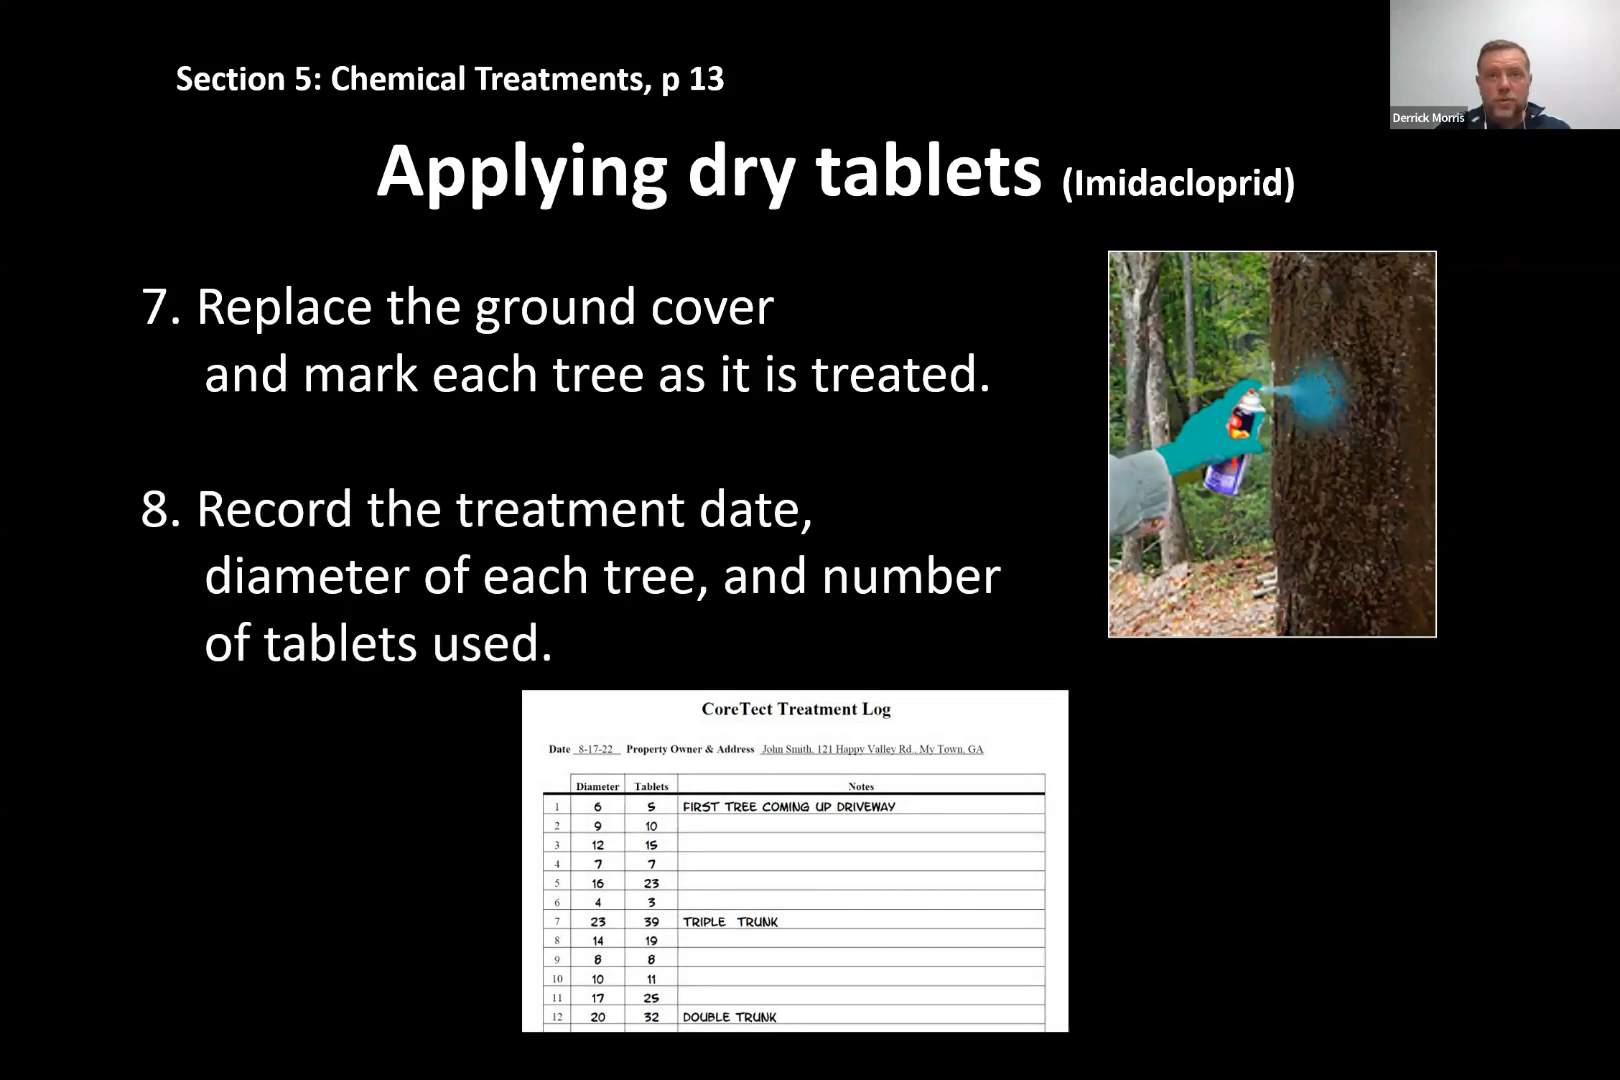 Section 5: Chemical Treatments, p 13
Derrick Morris
Applying dry tablets (Imidacloprid)
7. Replace the ground cover
and mark each tree as it is treated.
8. Record the treatment date,
diameter of each tree, and number
of tablets used.
CoreTect Treatment Log
Date 8-17-22 Property Owner & Address John Smith, 121 Happy Valley Rd., My Town, GA
Diameter Tablets Notes
1 6 5 FIRST TREE COMING UP DRIVEWAY
2 9 10
3 12 15
4 7 7
5 16 23
6 4 3
7 23 39 TRIPLE TRUNK
8 14 19
9 8 8
10 10 11
11 17 25
12 20 32 DOUBLE TRUNK